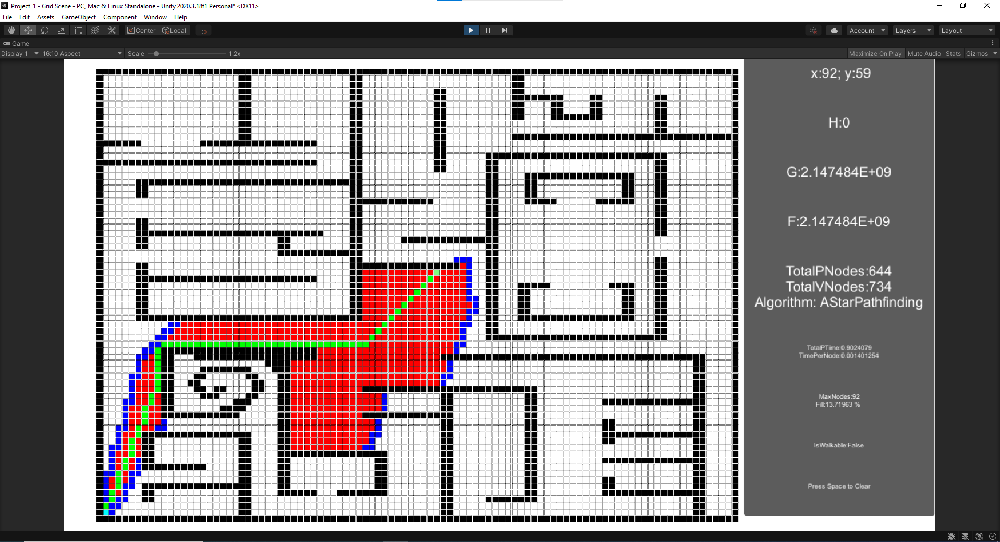 Project_1 - Grid Scene - PC, Mac & Linux Standalone - Unity 2020.3.18f1 Personal* <DX11>
File Edit Assets GameObject Component Window Help
Center Local Account Layers Layout
Game
Display 1 16:10 Aspect Scale 1.2x Maximize On Play Mute Audio Stats Gizmos
x:92; y:59
H:0
G:2.147484E+09
F:2.147484E+09
TotalPNodes:644
TotalVNodes:734
Algorithm: AStarPathfinding
TotalPTime:0.9024079
TimePerNode:0.001401254
MaxNodes:92
Fill:13.71963 %
IsWalkable:False
Press Space to Clear